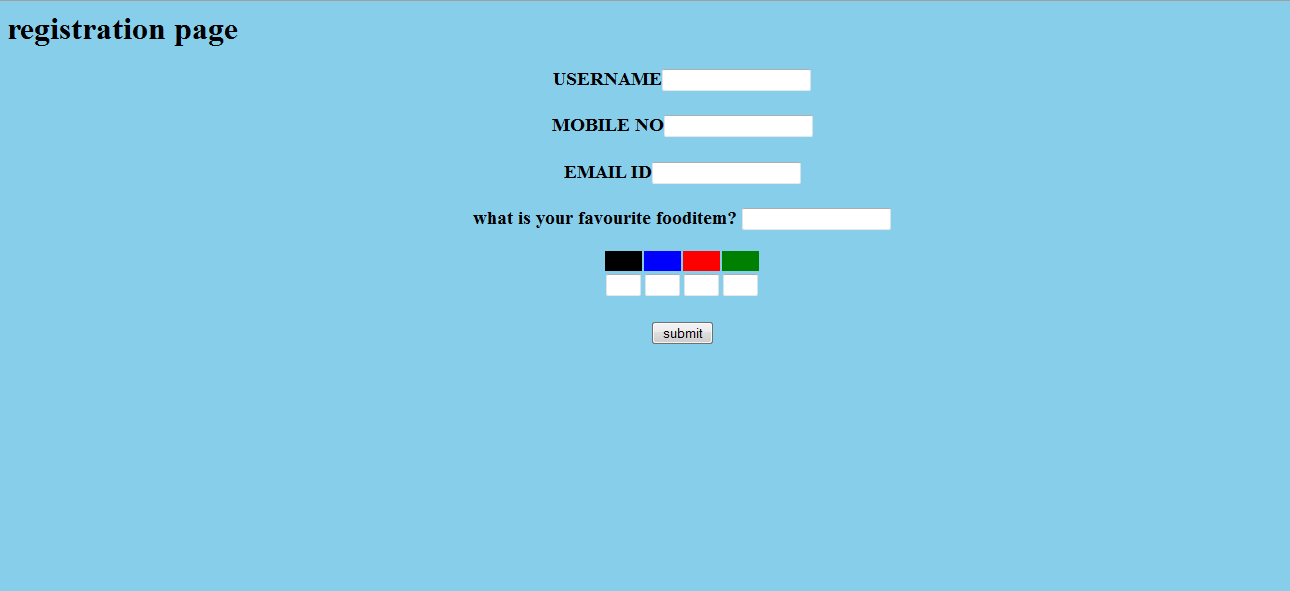 registration page
USERNAME
MOBILE NO
EMAIL ID
what is your favourite fooditem?
submit